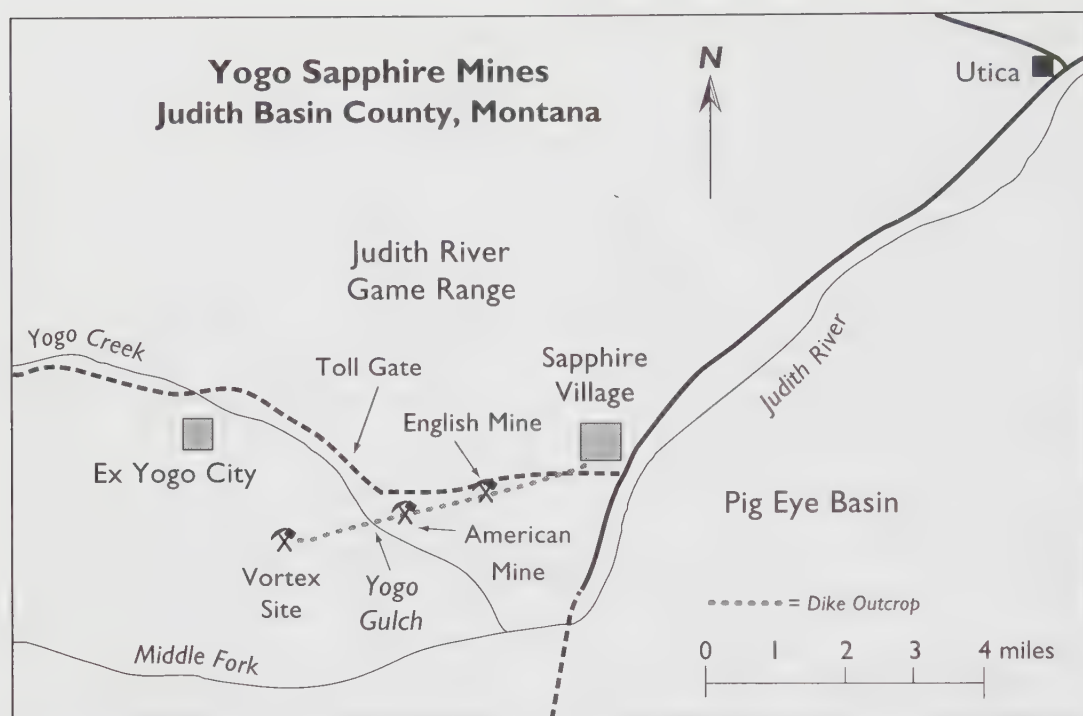 Yogo Sapphire Mines
Judith Basin County, Montana
N
Utica
Judith River
Game Range
Yogo Creek
Toll Gate
Sapphire
Village
English Mine
Judith River
Ex Yogo City
Pig Eye Basin
American
Mine
Vortex
Site
Yogo
Gulch
= Dike Outcrop
Middle Fork
0 1 2 3 4 miles